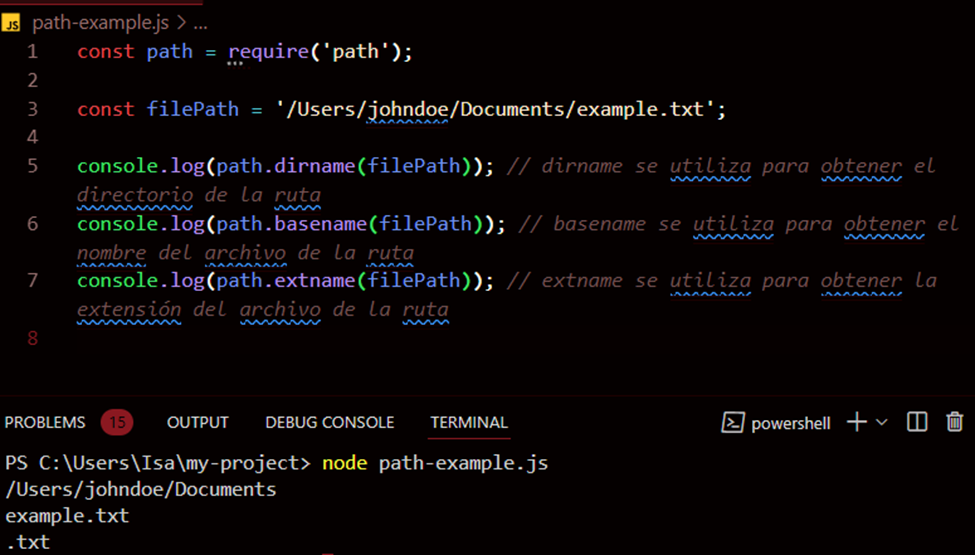 JS path-example.js > ...
1 const path = require('path');
2
3 const filePath = '/Users/johndoe/Documents/example.txt';
4
5 console.log(path.dirname(filePath)); // dirname se utiliza para obtener el
directorio de la ruta
6 console.log(path.basename(filePath)); // basename se utiliza para obtener el
nombre del archivo de la ruta
7 console.log(path.extname(filePath)); // extname se utiliza para obtener la
extensión del archivo de la ruta
8
PROBLEMS 15 OUTPUT DEBUG CONSOLE TERMINAL powershell
PS C:\Users\Isa\my-project> node path-example.js
/Users/johndoe/Documents
example.txt
.txt